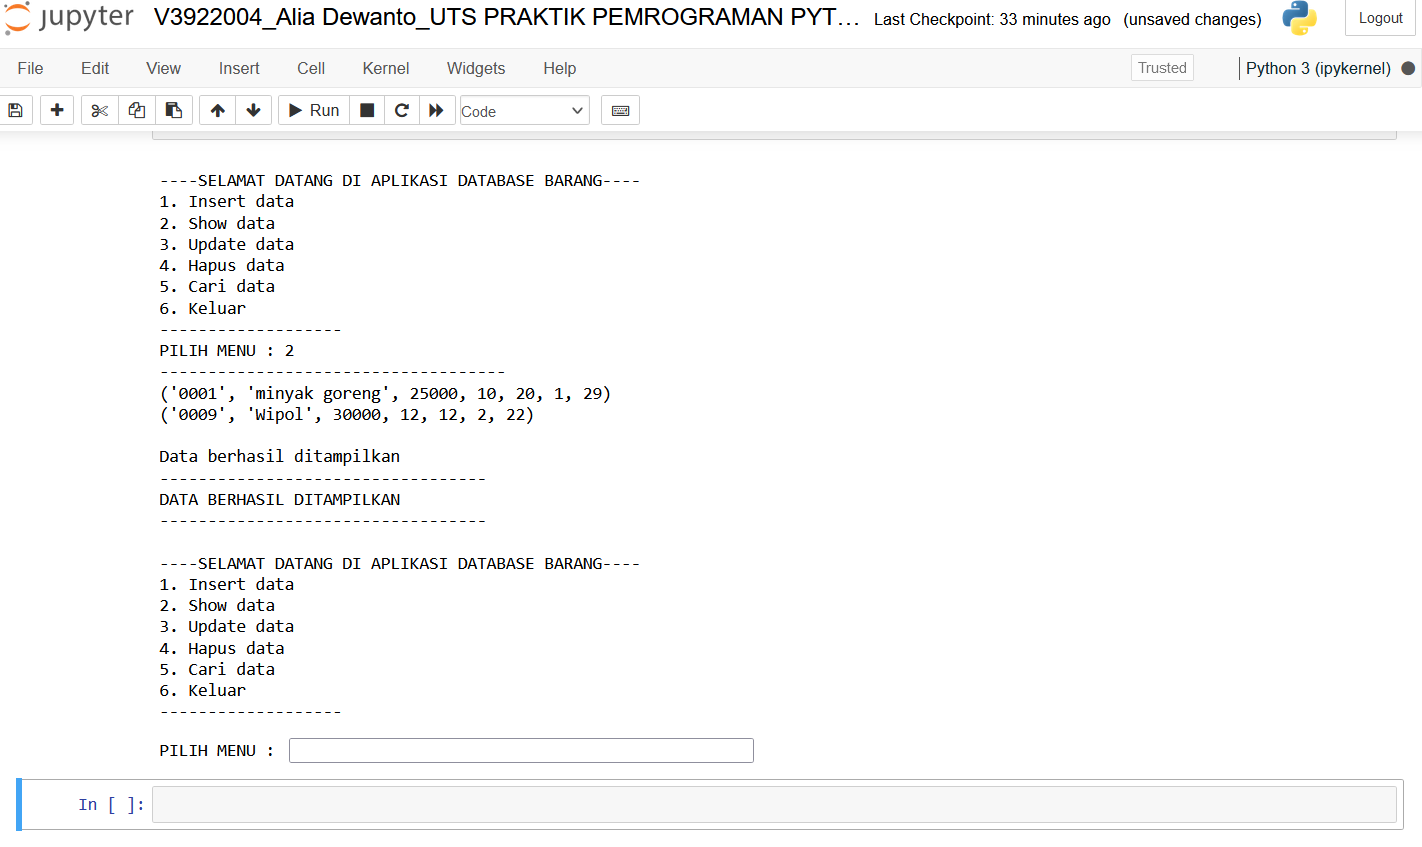 jupyter V3922004_Alia Dewanto_UTS PRAKTIK PEMROGRAMAN PYT... Last Checkpoint: 33 minutes ago (unsaved changes) Logout
File Edit View Insert Cell Kernel Widgets Help Trusted Python 3 (ipykernel)
Run Code
----SELAMAT DATANG DI APLIKASI DATABASE BARANG----
1. Insert data
2. Show data
3. Update data
4. Hapus data
5. Cari data
6. Keluar
-------------------
PILIH MENU : 2
------------------------------------
('0001', 'minyak goreng', 25000, 10, 20, 1, 29)
('0009', 'Wipol', 30000, 12, 12, 2, 22)
Data berhasil ditampilkan
----------------------------------
DATA BERHASIL DITAMPILKAN
----------------------------------
----SELAMAT DATANG DI APLIKASI DATABASE BARANG----
1. Insert data
2. Show data
3. Update data
4. Hapus data
5. Cari data
6. Keluar
-------------------
PILIH MENU :
In [ ]: